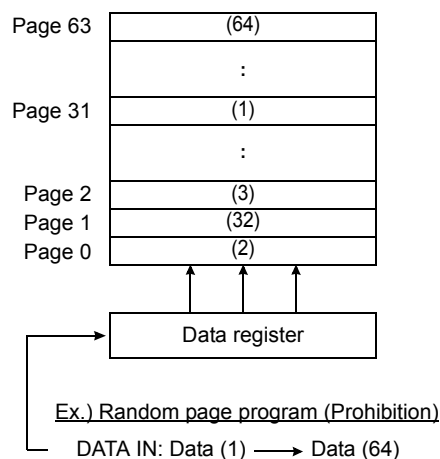 Page 63 (64)
:
Page 31 (1)
:
Page 2 (3)
Page 1 (32)
Page 0 (2)
Data register
Ex.) Random page program (Prohibition)
DATA IN: Data (1) Data (64)